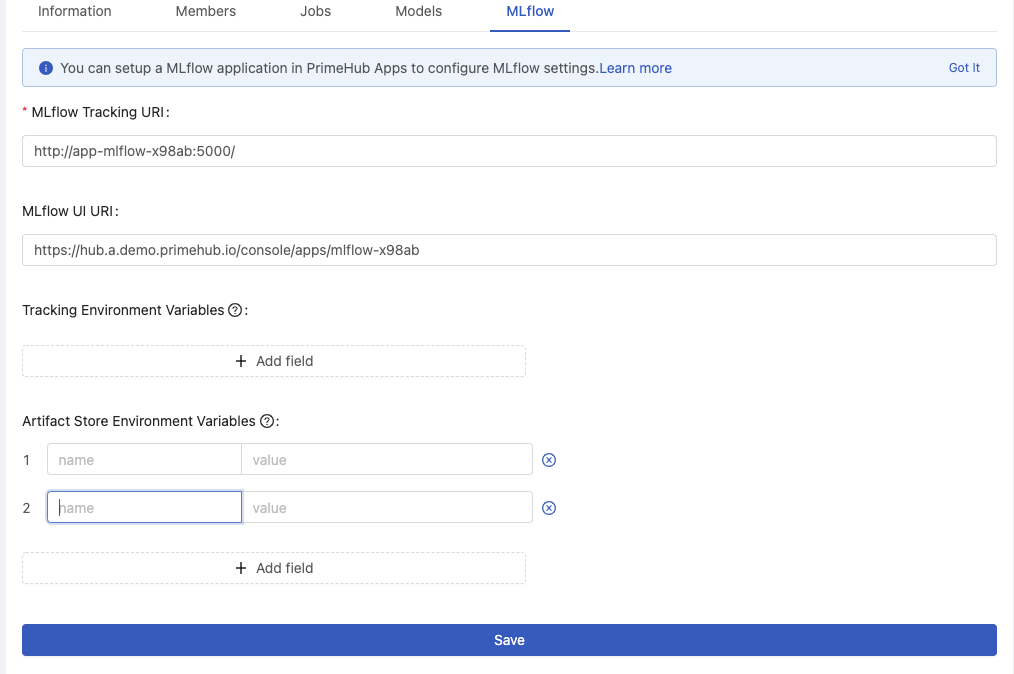 Information Members Jobs Models MLflow
You can setup a MLflow application in PrimeHub Apps to configure MLflow settings.Learn more Got It
* MLflow Tracking URI:
http://app-mlflow-x98ab:5000/
MLflow UI URI:
https://hub.a.demo.primehub.io/console/apps/mlflow-x98ab
Tracking Environment Variables ? :
+ Add field
Artifact Store Environment Variables ? :
1 name value
2 name value
+ Add field
Save